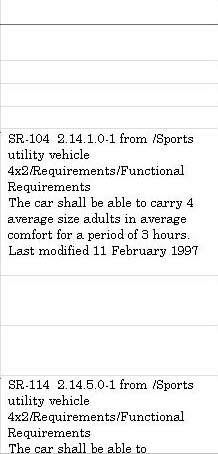 SR-104 2.14.1.0-1 from /Sports
utility vehicle
4x2/Requirements/Functional
Requirements
The car shall be able to carry 4
average size adults in average
comfort for a period of 3 hours.
Last modified 11 February 1997
SR-114 2.14.5.0-1 from /Sports
utility vehicle
4x2/Requirements/Functional
Requirements
The car shall be able to